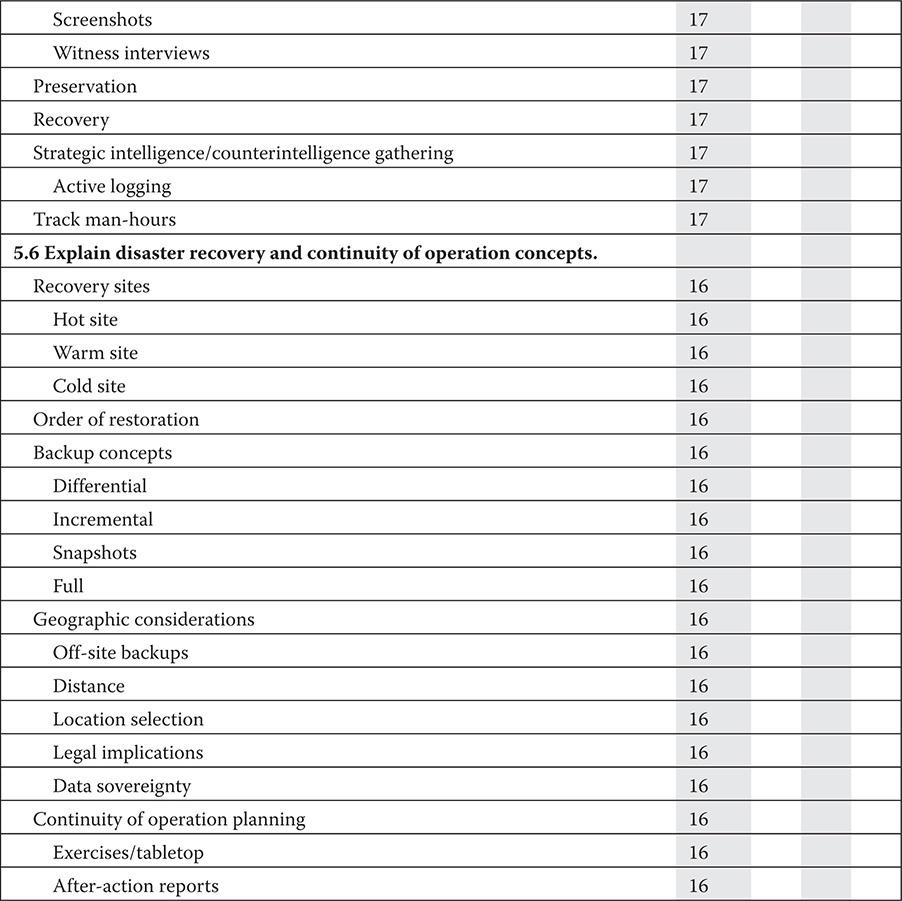 Screenshots 17
Witness interviews 17
Preservation 17
Recovery 17
Strategic intelligence/counterintelligence gathering 17
Active logging 17
Track man-hours 17
5.6 Explain disaster recovery and continuity of operation concepts.
Recovery sites 16
Hot site 16
Warm site 16
Cold site 16
Order of restoration 16
Backup concepts 16
Differential 16
Incremental 16
Snapshots 16
Full 16
Geographic considerations 16
Off-site backups 16
Distance 16
Location selection 16
Legal implications 16
Data sovereignty 16
Continuity of operation planning 16
Exercises/tabletop 16
After-action reports 16